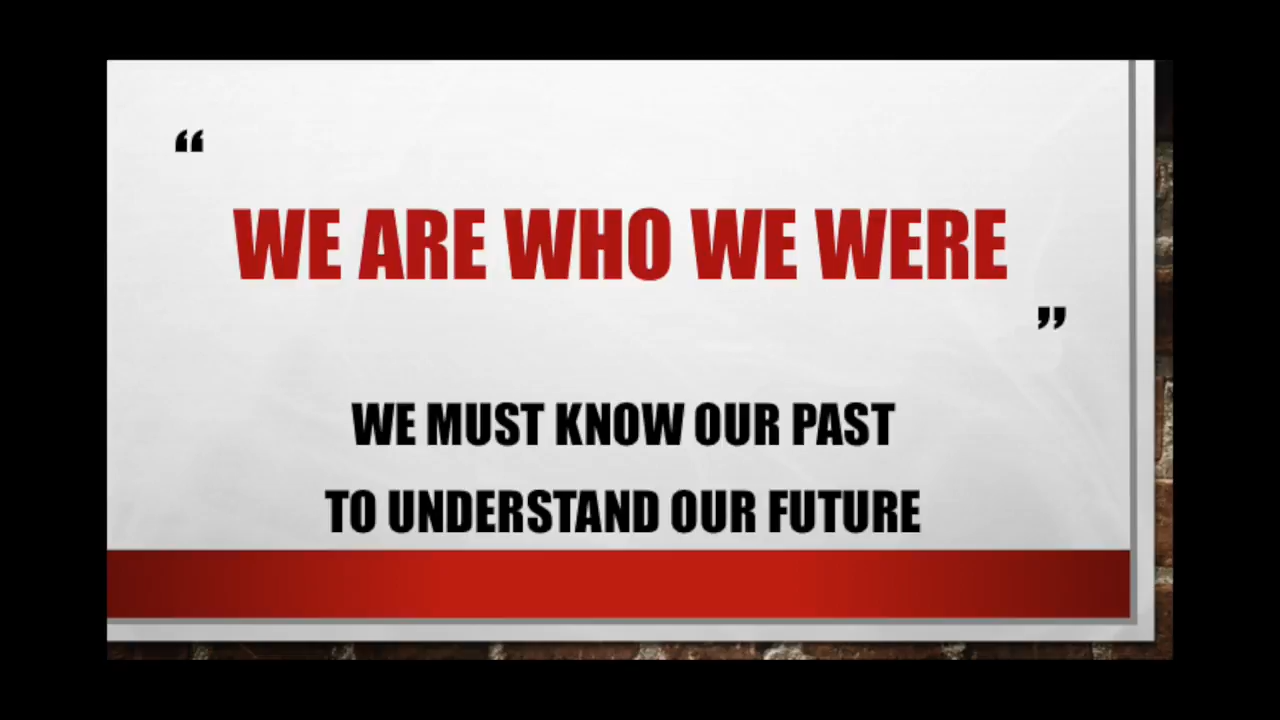 “
WE ARE WHO WE WERE
”
WE MUST KNOW OUR PAST
TO UNDERSTAND OUR FUTURE